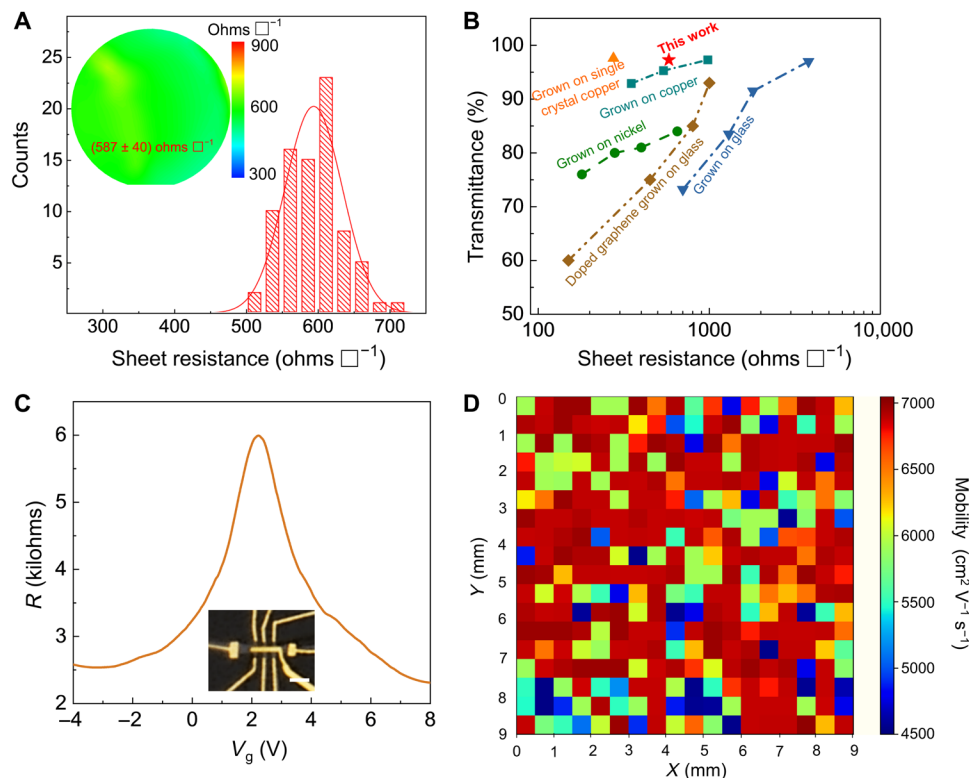 A
Ohms □⁻¹
900
600
300
(587 ± 40) ohms □⁻¹
Counts
25
20
15
10
5
300
400
500
600
700
Sheet resistance (ohms □⁻¹)
B
This work
Grown on single
crystal copper
Grown on copper
Grown on nickel
Doped graphene grown on glass
Grown on glass
Transmittance (%)
100
90
80
70
60
50
100
1000
10,000
Sheet resistance (ohms □⁻¹)
C
R (kilohms)
6
5
4
3
2
−4
−2
0
2
4
6
8
Vg (V)
D
Y (mm)
0
1
2
3
4
5
6
7
8
9
0
1
2
3
4
5
6
7
8
9
X (mm)
7000
6500
6000
5500
5000
4500
Mobility (cm² V⁻¹ s⁻¹)